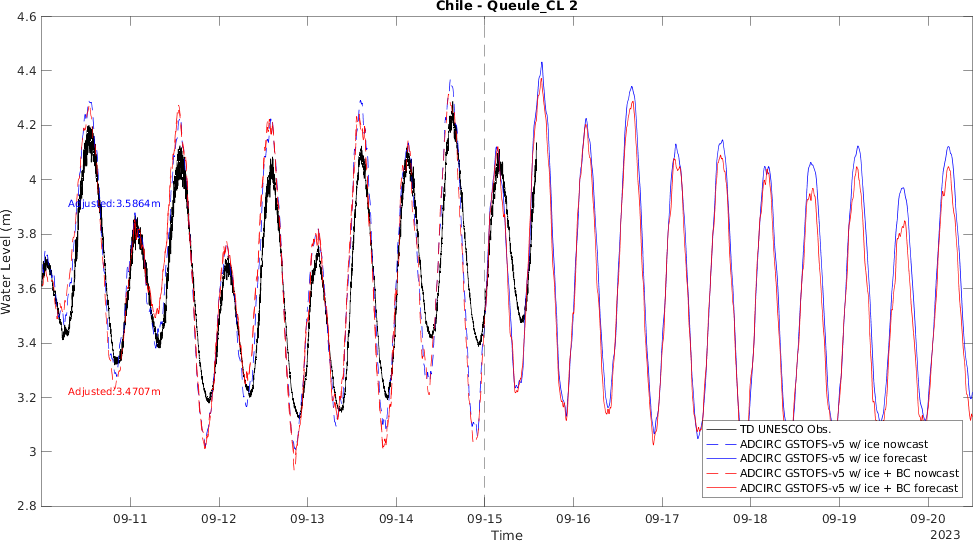 Chile - Queule_CL 2
4.6
4.4
4.2
4
3.8
3.6
3.4
3.2
3
2.8
Water Level (m)
Adjusted:3.5864m
Adjusted:3.4707m
TD UNESCO Obs.
ADCIRC GSTOFS-v5 w/ ice nowcast
ADCIRC GSTOFS-v5 w/ ice forecast
ADCIRC GSTOFS-v5 w/ ice + BC nowcast
ADCIRC GSTOFS-v5 w/ ice + BC forecast
09-11 09-12 09-13 09-14 09-15 09-16 09-17 09-18 09-19 09-20
Time
2023